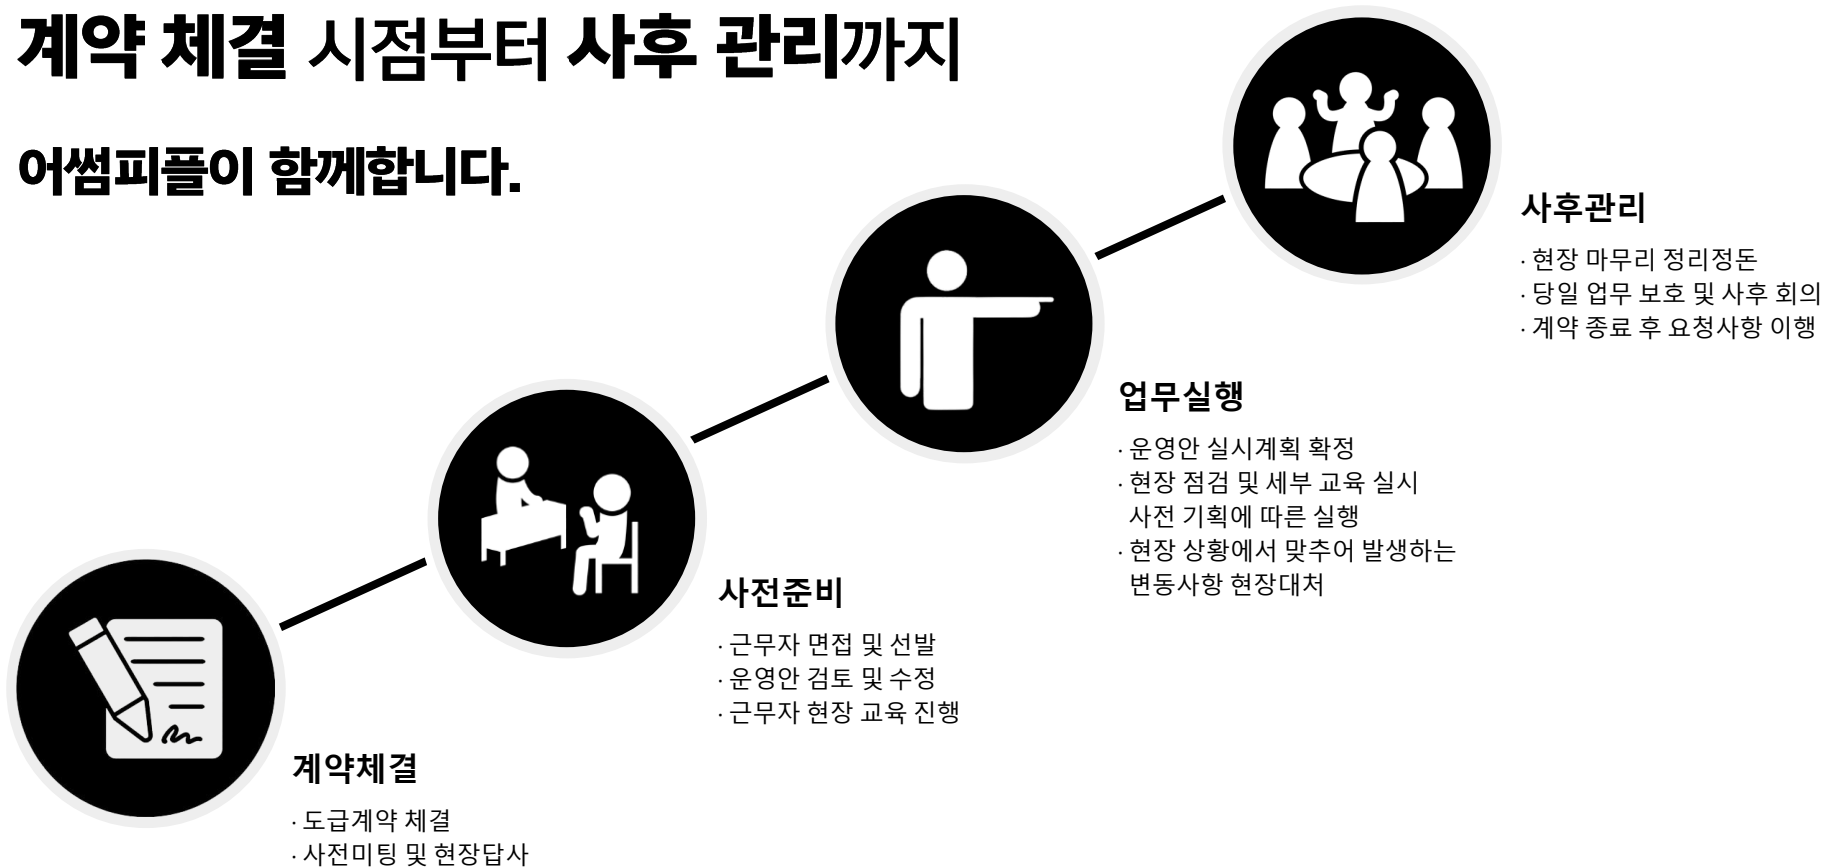 계약 체결 시점부터 사후 관리까지
어썸피플이 함께합니다.
사후관리
· 현장 마무리 정리정돈
· 당일 업무 보호 및 사후 회의
· 계약 종료 후 요청사항 이행
업무실행
· 운영안 실시계획 확정
· 현장 점검 및 세부 교육 실시
사전 기획에 따른 실행
· 현장 상황에서 맞추어 발생하는
변동사항 현장대처
사전준비
· 근무자 면접 및 선발
· 운영안 검토 및 수정
· 근무자 현장 교육 진행
계약체결
· 도급계약 체결
· 사전미팅 및 현장답사